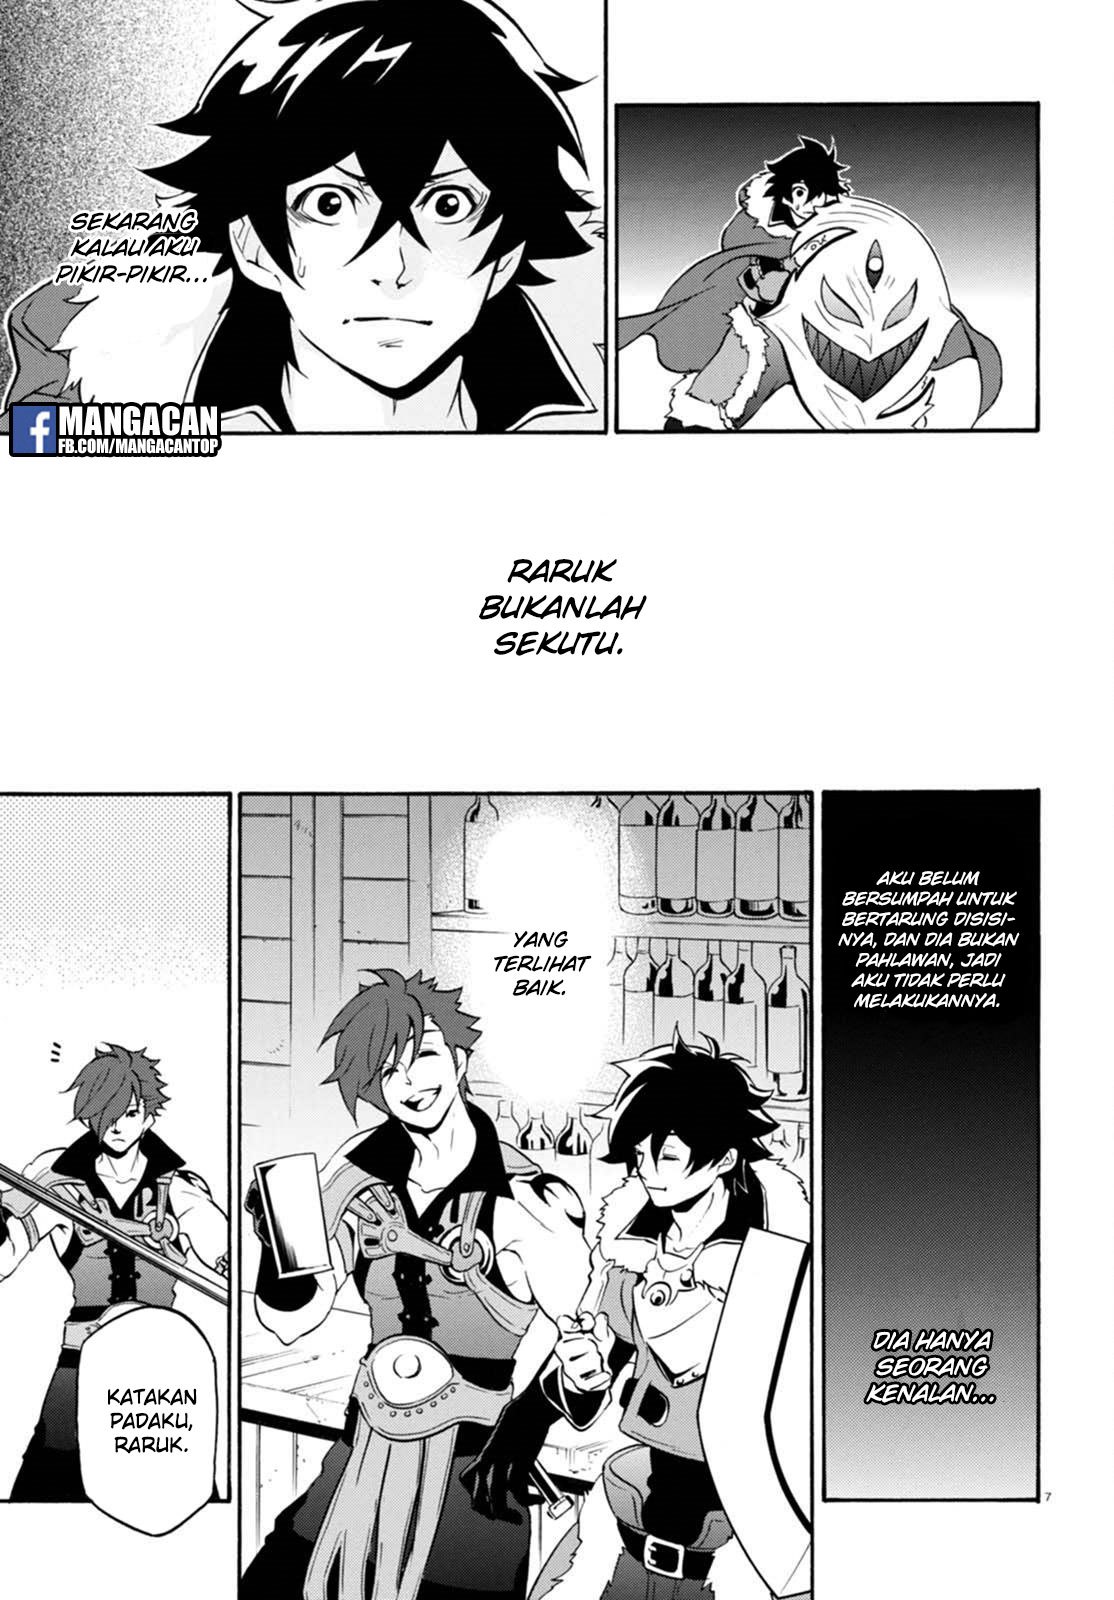 SEKARANG
KALAU AKU
PIKIR-PIKIR...
MANGACAN
FB.COM/MANGACANTOP
RARUK
BUKANLAH
SEKUTU.
AKU BELUM
BERSUMPAH UNTUK
BERTARUNG DISISI-
NYA, DAN DIA BUKAN
PAHLAWAN, JADI
AKU TIDAK PERLU
MELAKUKANNYA.
DIA HANYA
SEORANG
KENALAN...
YANG
TERLIHAT
BAIK.
KATAKAN
PADAKU,
RARUK.
7